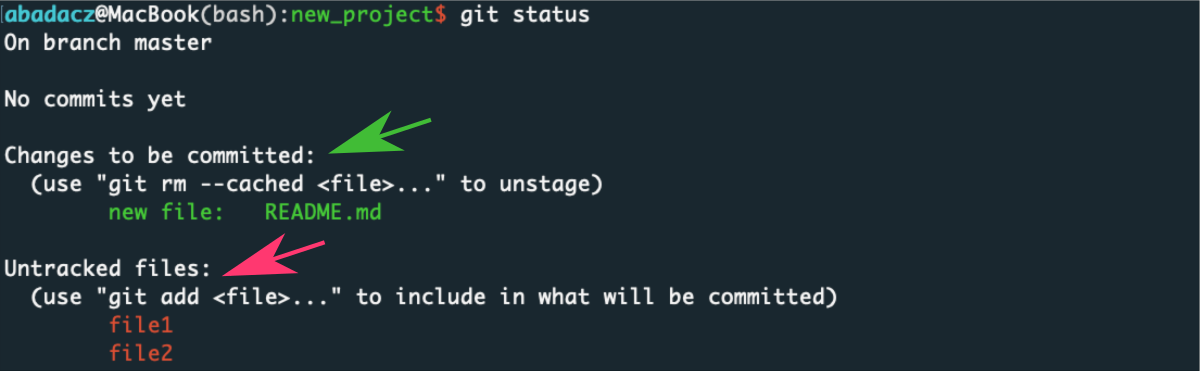 abadacz@MacBook(bash):new_project$ git status
On branch master
No commits yet
Changes to be committed:
(use "git rm --cached <file>..." to unstage)
new file:   README.md
Untracked files:
(use "git add <file>..." to include in what will be committed)
file1
file2